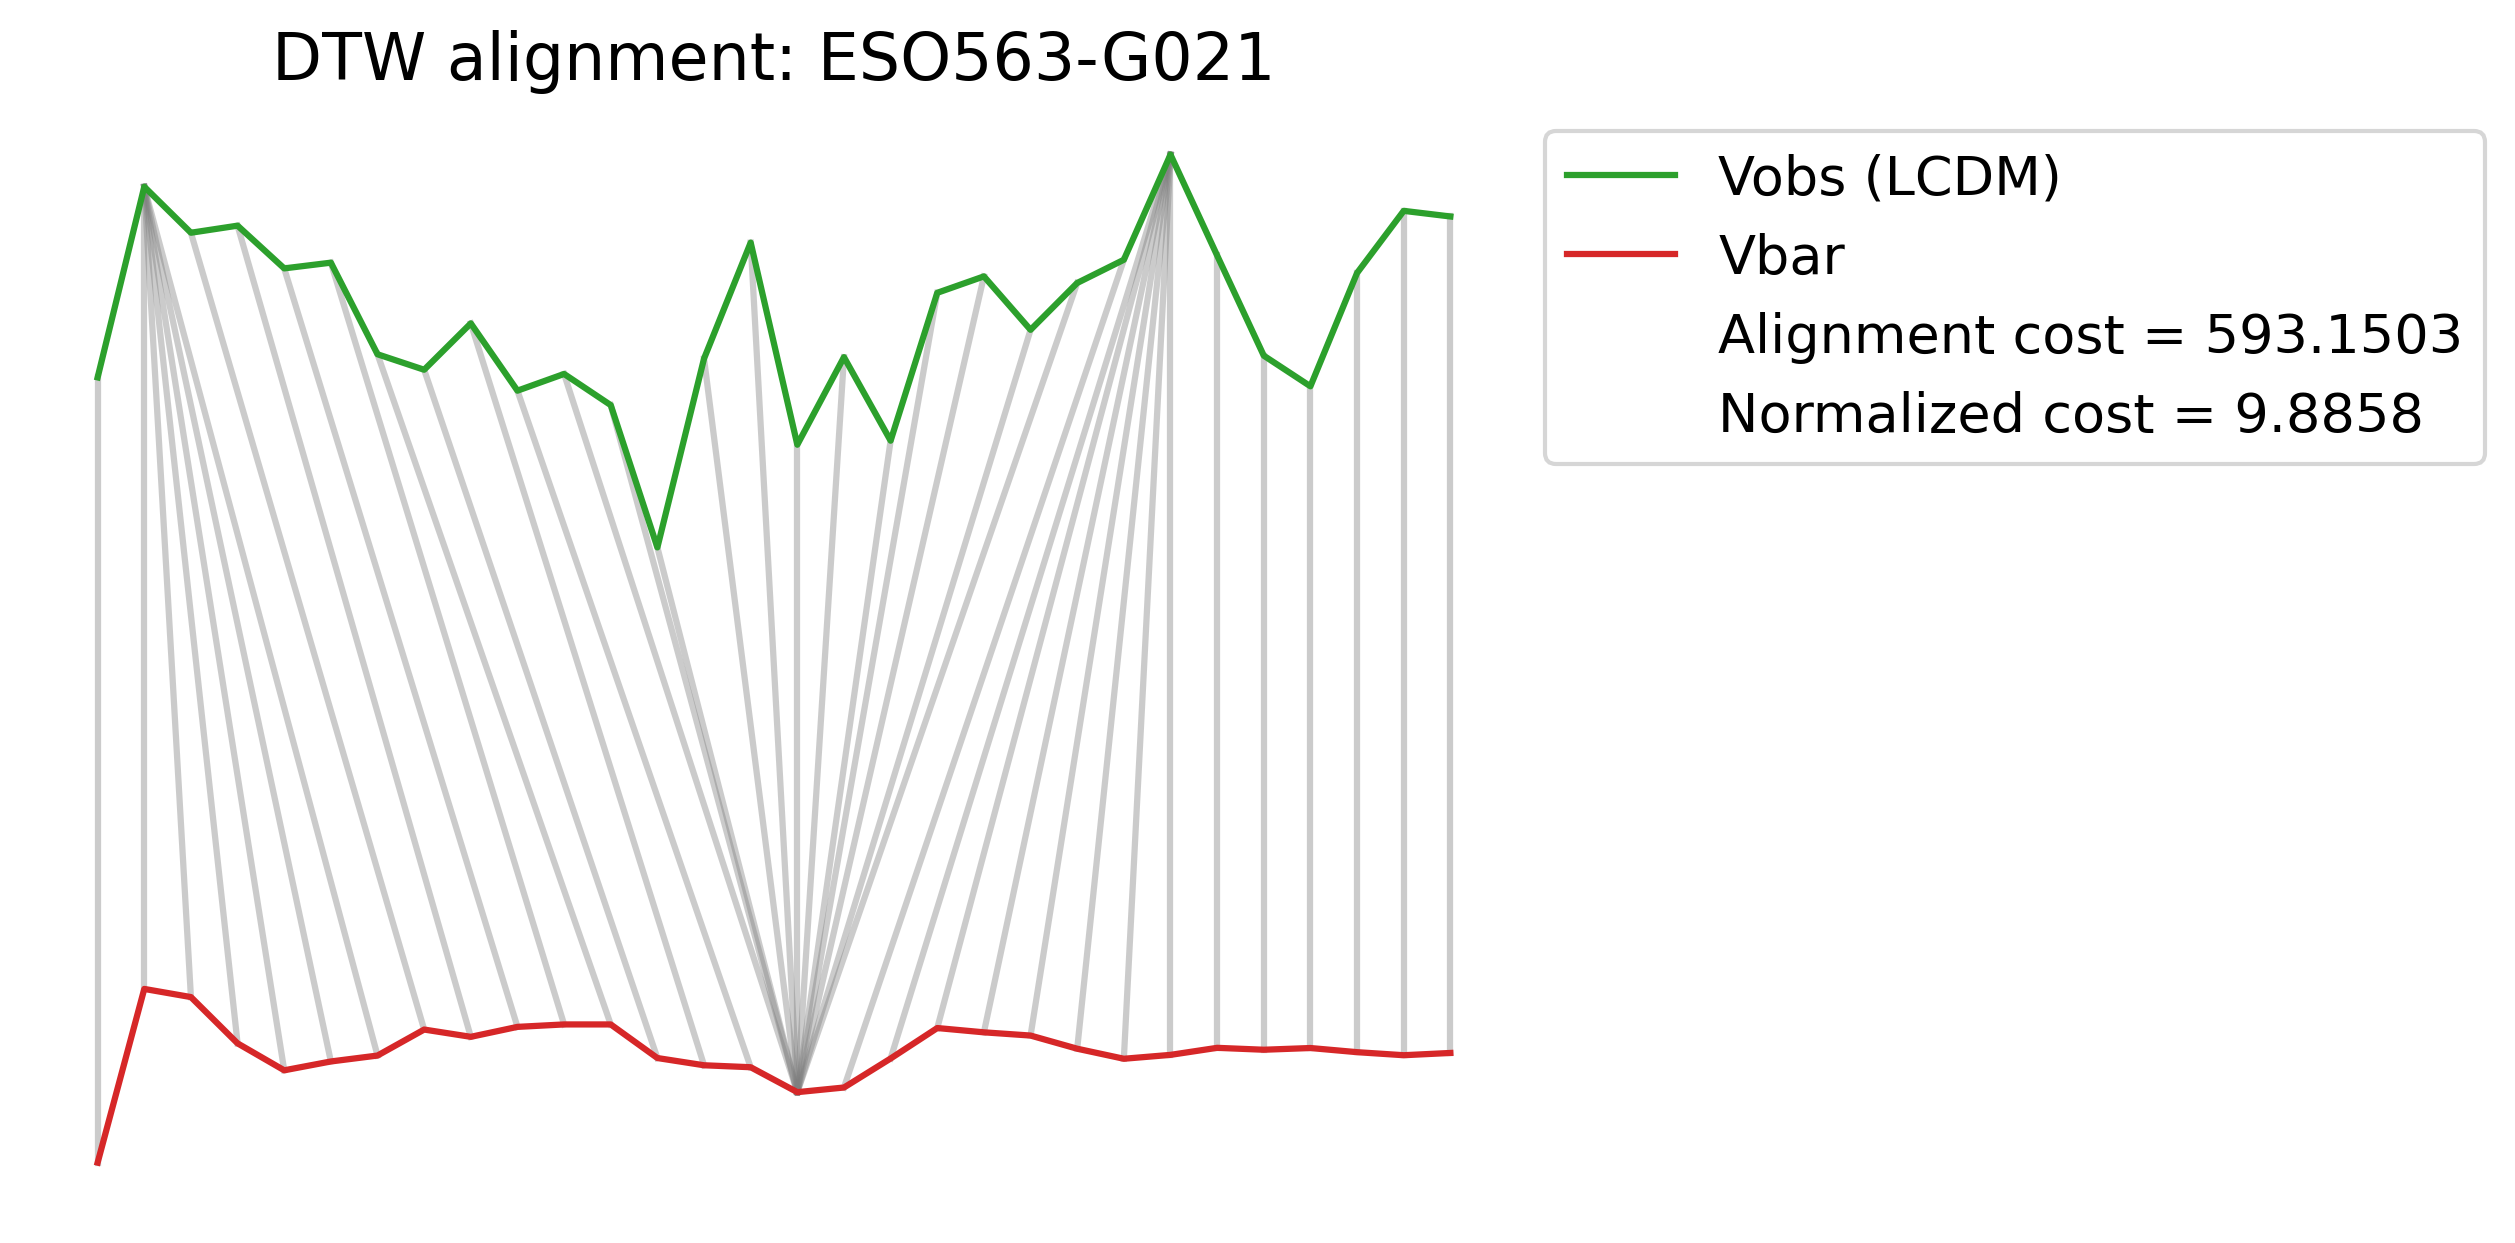 DTW alignment: ESO563-G021
Vobs (LCDM)
Vbar
Alignment cost = 593.1503
Normalized cost = 9.8858